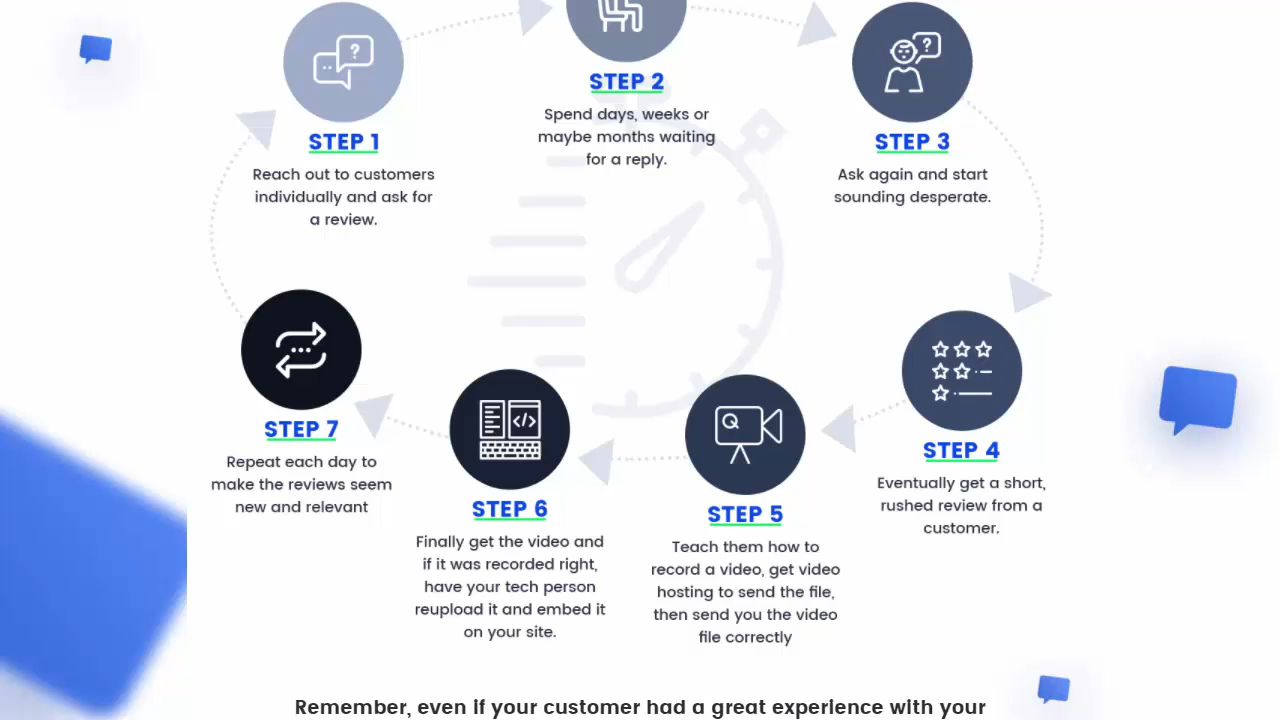 STEP 1
Reach out to customers
individually and ask for
a review.
STEP 2
Spend days, weeks or
maybe months waiting
for a reply.
STEP 3
Ask again and start
sounding desperate.
STEP 4
Eventually get a short,
rushed review from a
customer.
STEP 5
Teach them how to
record a video, get video
hosting to send the file,
then send you the video
file correctly
STEP 6
Finally get the video and
if it was recorded right,
have your tech person
reupload it and embed it
on your site.
STEP 7
Repeat each day to
make the reviews seem
new and relevant
Remember, even if your customer had a great experience with your